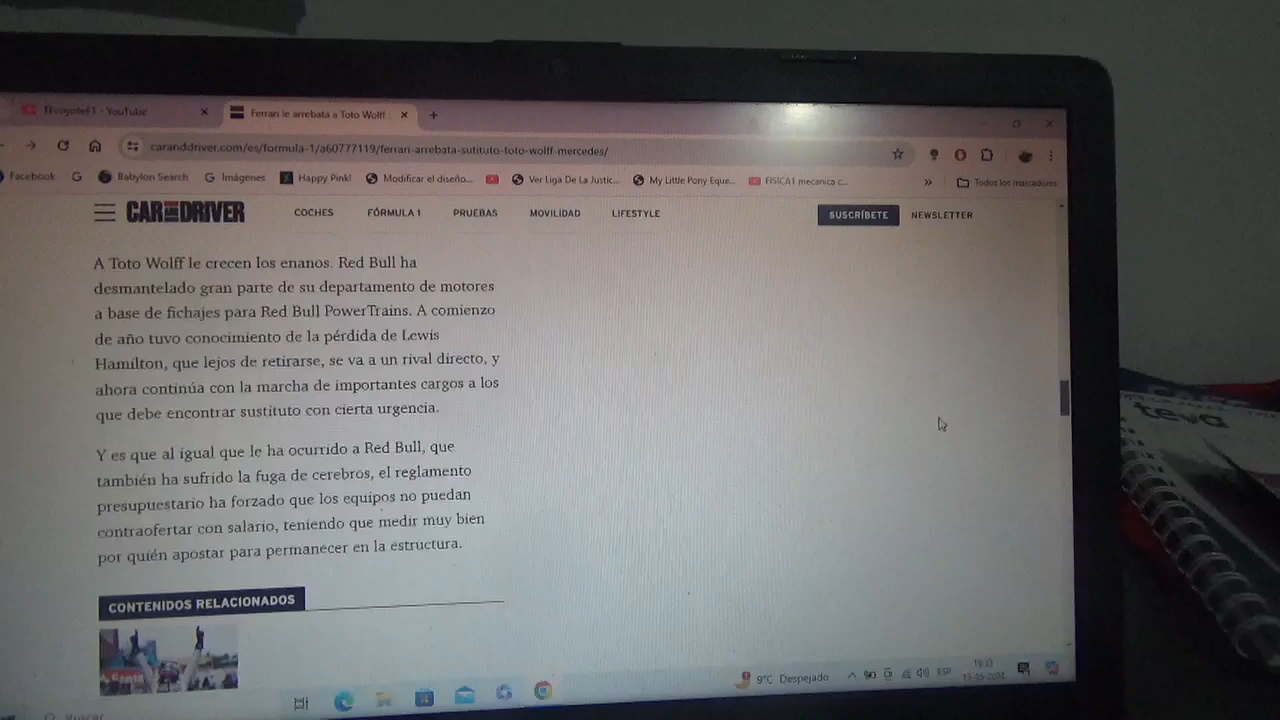 YouTube
Ferran le arrebata a Toto Wolff
caranddriver.com/es/formula-1/a60777119/ferrari-arrebata-sutituto-toto-wolff-mercedes/
Facebook
Babylon Search
Imágenes
Happy Pink!
Modificar el diseño...
Ver Liga De La Justic...
My Little Pony Eque...
FISICA1 mecanica c...
»
Todos los marcadores
CAR AND DRIVER
COCHES
FÓRMULA 1
PRUEBAS
MOVILIDAD
LIFESTYLE
SUSCRÍBETE
NEWSLETTER
A Toto Wolff le crecen los enanos. Red Bull ha
desmantelado gran parte de su departamento de motores
a base de fichajes para Red Bull PowerTrains. A comienzo
de año tuvo conocimiento de la pérdida de Lewis
Hamilton, que lejos de retirarse, se va a un rival directo, y
ahora continúa con la marcha de importantes cargos a los
que debe encontrar sustituto con cierta urgencia.
Y es que al igual que le ha ocurrido a Red Bull, que
también ha sufrido la fuga de cerebros, el reglamento
presupuestario ha forzado que los equipos no puedan
contraofertar con salario, teniendo que medir muy bien
por quién apostar para permanecer en la estructura.
CONTENIDOS RELACIONADOS
Buscar
9°C Despejado
ESP
teva